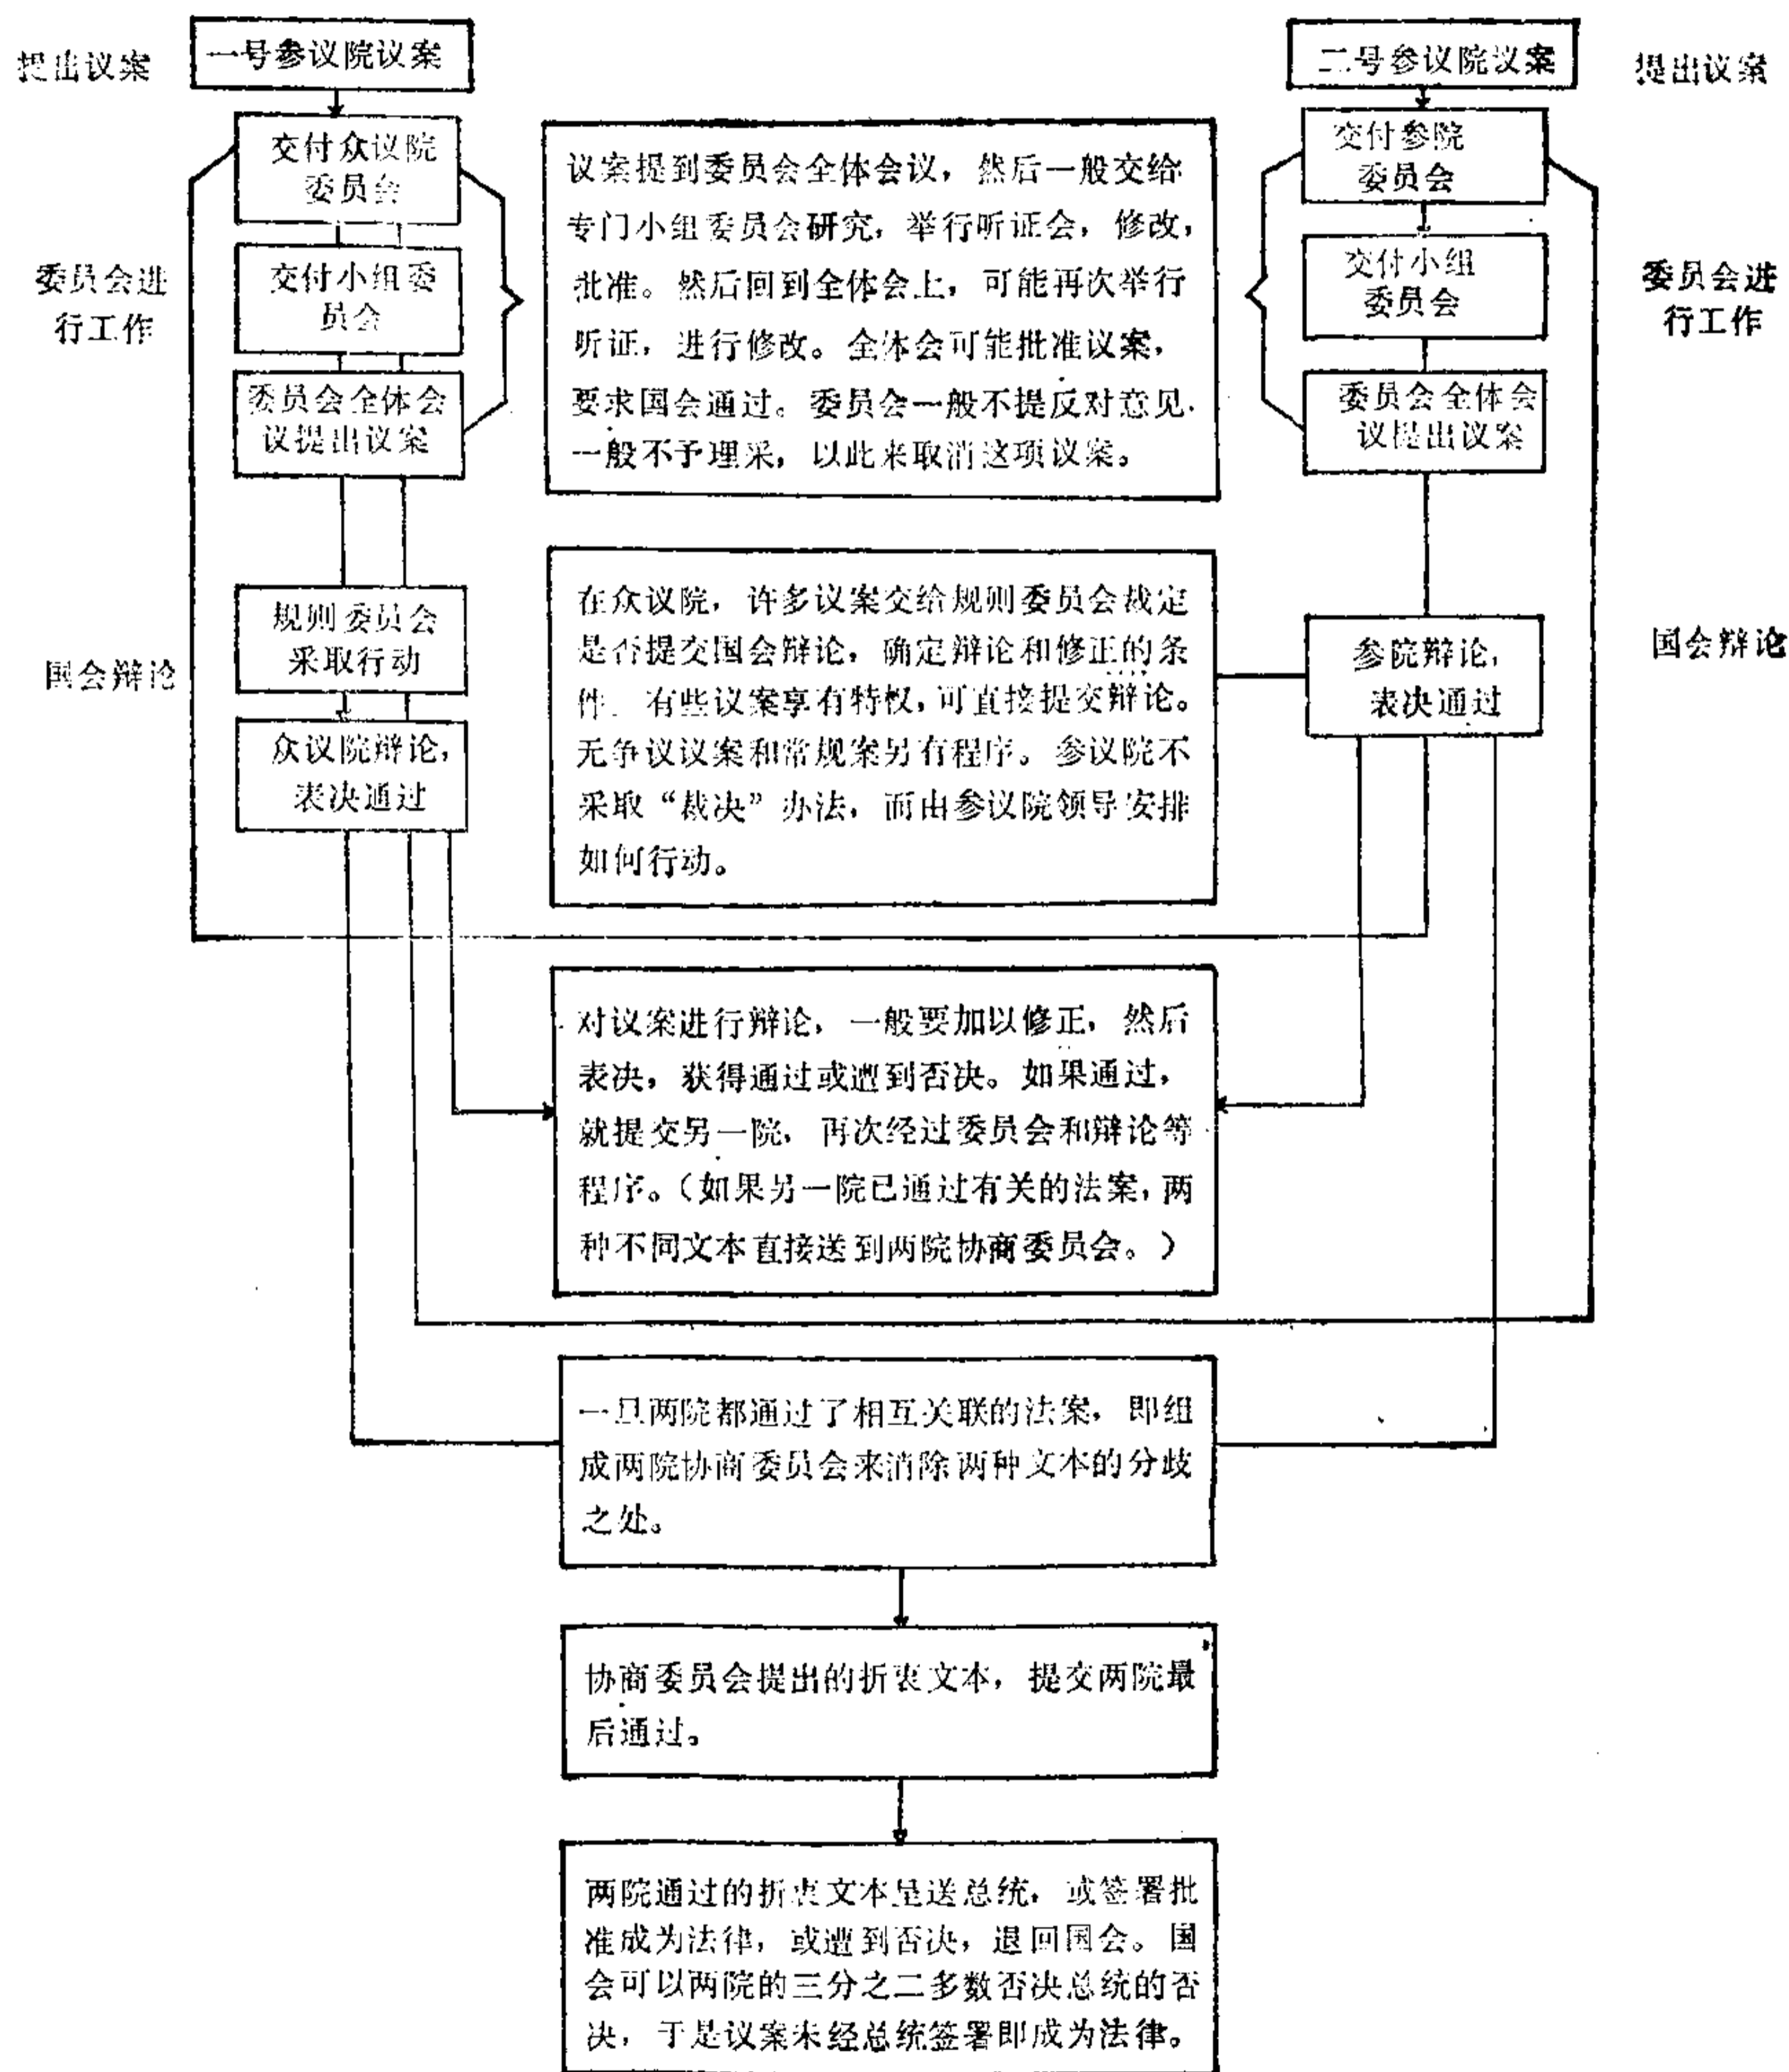 提出议案
一号参议院议案
二号参议院议案
提出议案
交付众议院
委员会
交付小组委
员会
委员会全体会
议提出议案
委员会进
行工作
议案提到委员会全体会议，然后一般交给
专门小组委员会研究，举行听证会，修改，
批准。然后回到全体会上，可能再次举行
听证，进行修改。全体会可能批准议案，
要求国会通过。委员会一般不提反对意见.
一般不予理采，以此来取消这项议案。
交付参院
委员会
交付小组
委员会
委员会全体会
议提出议案
委员会进
行工作
国会辩论
规则委员会
采取行动
众议院辩论，
表决通过
在众议院，许多议案交给规则委员会裁定
是否提交国会辩论，确定辩论和修正的条
件. 有些议案享有特权，可直接提交辩论。
无争议议案和常规案另有程序。参议院不
采取“裁决”办法，而由参议院领导安排
如何行动。
参院辩论，
表决通过
国会辩论
对议案进行辩论，一般要加以修正，然后
表决，获得通过或遭到否决。如果通过，
就提交另一院，再次经过委员会和辩论等
程序。（如果另一院已通过有关的法案，两
种不同文本直接送到两院协商委员会。）
一旦两院都通过了相互关联的法案，即组
成两院协商委员会来消除两种文本的分歧
之处。
协商委员会提出的折衷文本，提交两院最
后通过。
两院通过的折衷文本呈送总统，或签署批
准成为法律，或遭到否决，退回国会。国
会可以两院的三分之二多数否决总统的否
决，于是议案未经总统签署即成为法律。